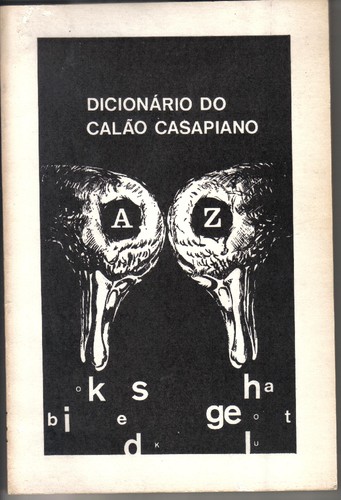 DICIONÁRIO DO
CALÃO CASAPIANO
A Z
o k s h a
b i e g e o t
d k l u